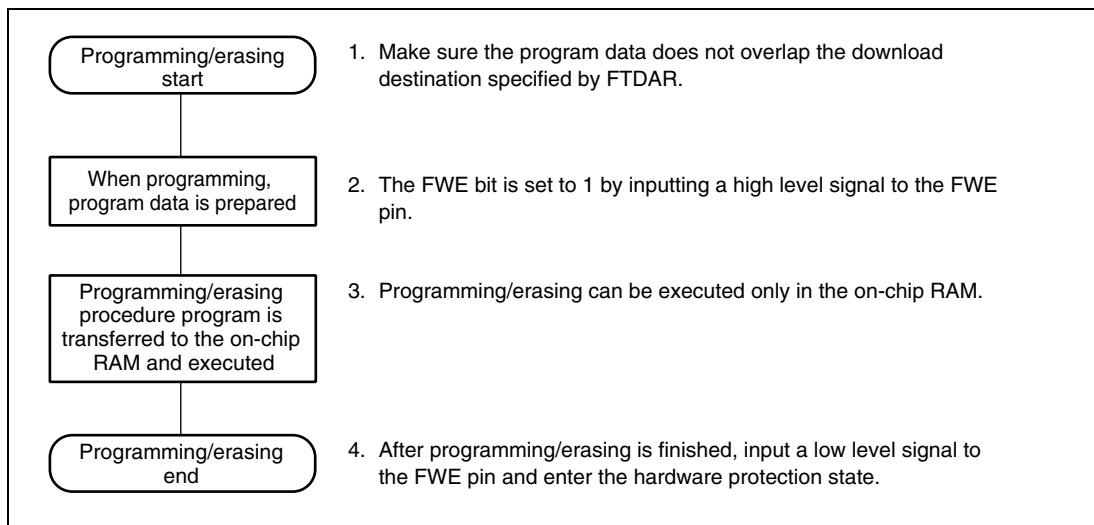 Programming/erasing
start
1. Make sure the program data does not overlap the download
destination specified by FTDAR.
When programming,
program data is prepared
2. The FWE bit is set to 1 by inputting a high level signal to the FWE
pin.
Programming/erasing
procedure program is
transferred to the on-chip
RAM and executed
3. Programming/erasing can be executed only in the on-chip RAM.
Programming/erasing
end
4. After programming/erasing is finished, input a low level signal to
the FWE pin and enter the hardware protection state.